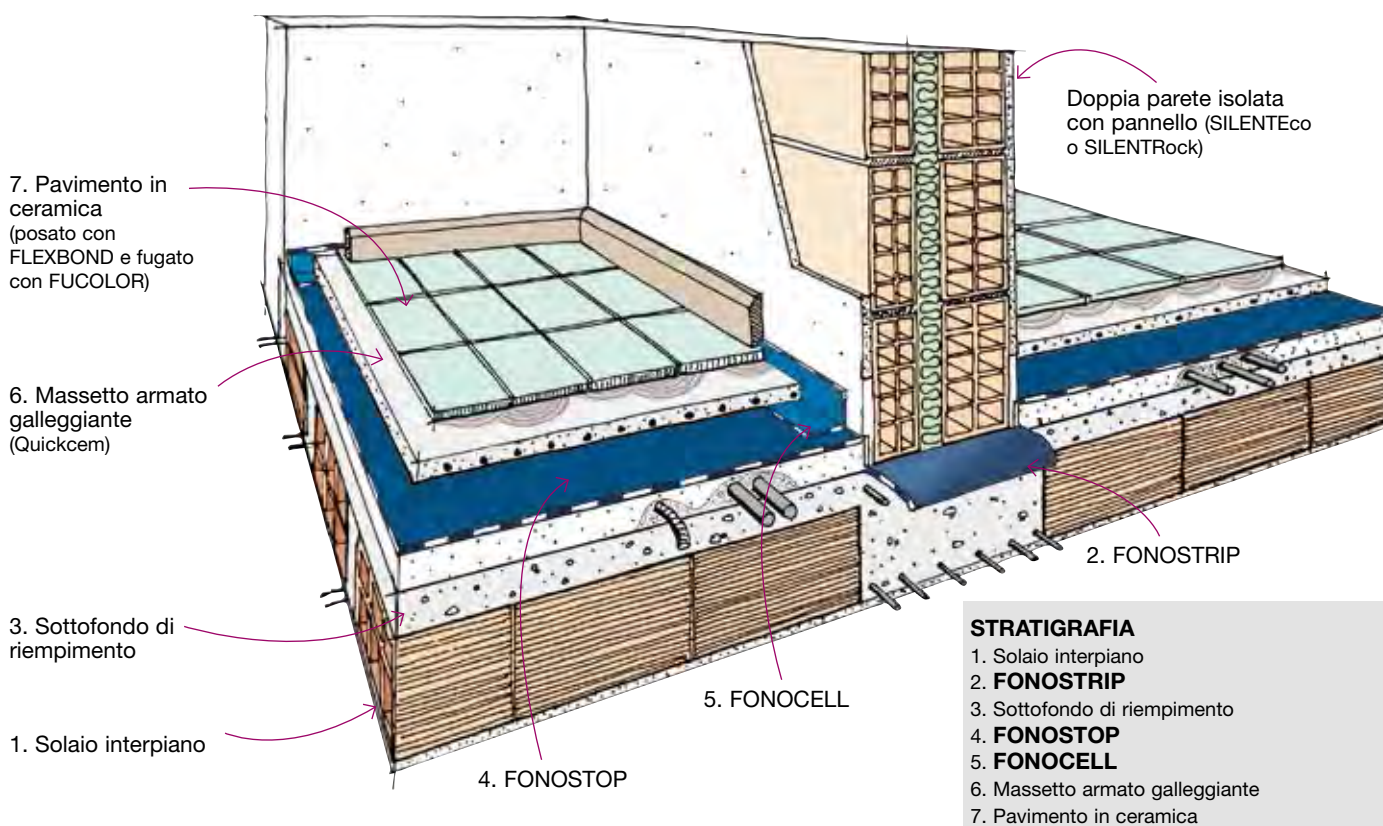 Doppia parete isolata
con pannello (SILENTEco
o SILENTRock)
7. Pavimento in
ceramica
(posato con
FLEXBOND e fugato
con FUCOLOR)
6. Massetto armato
galleggiante
(Quickcem)
3. Sottofondo di
riempimento
1. Solaio interpiano
4. FONOSTOP
5. FONOCELL
2. FONOSTRIP
STRATIGRAFIA
1. Solaio interpiano
2. FONOSTRIP
3. Sottofondo di riempimento
4. FONOSTOP
5. FONOCELL
6. Massetto armato galleggiante
7. Pavimento in ceramica